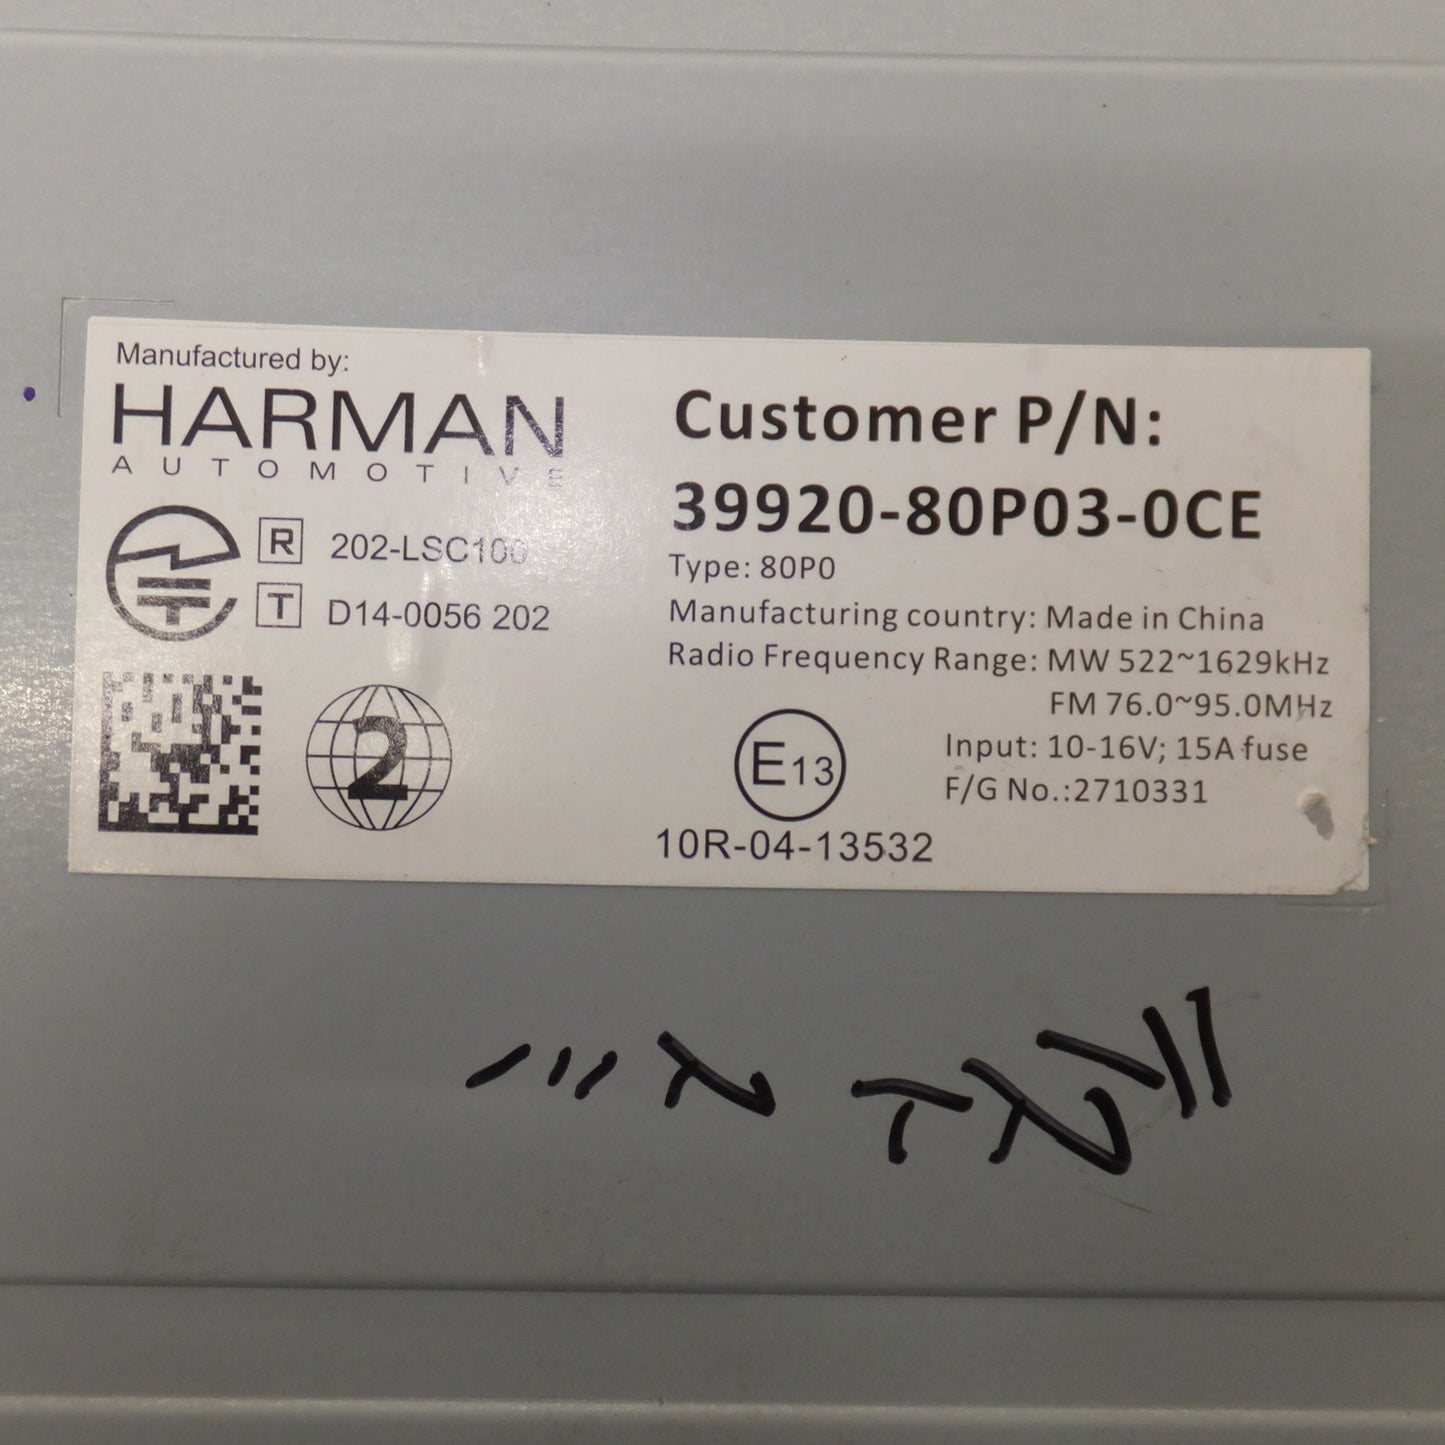 Manufactured by:
HARMAN
AUTOMOTIVE
R 202-LSC100
T D14-0056 202
2
Customer P/N:
39920-80P03-0CE
Type: 80P0
Manufacturing country: Made in China
Radio Frequency Range: MW 522~1629kHz
FM 76.0~95.0MHz
Input: 10-16V; 15A fuse
F/G No.:2710331
E13
10R-04-13532